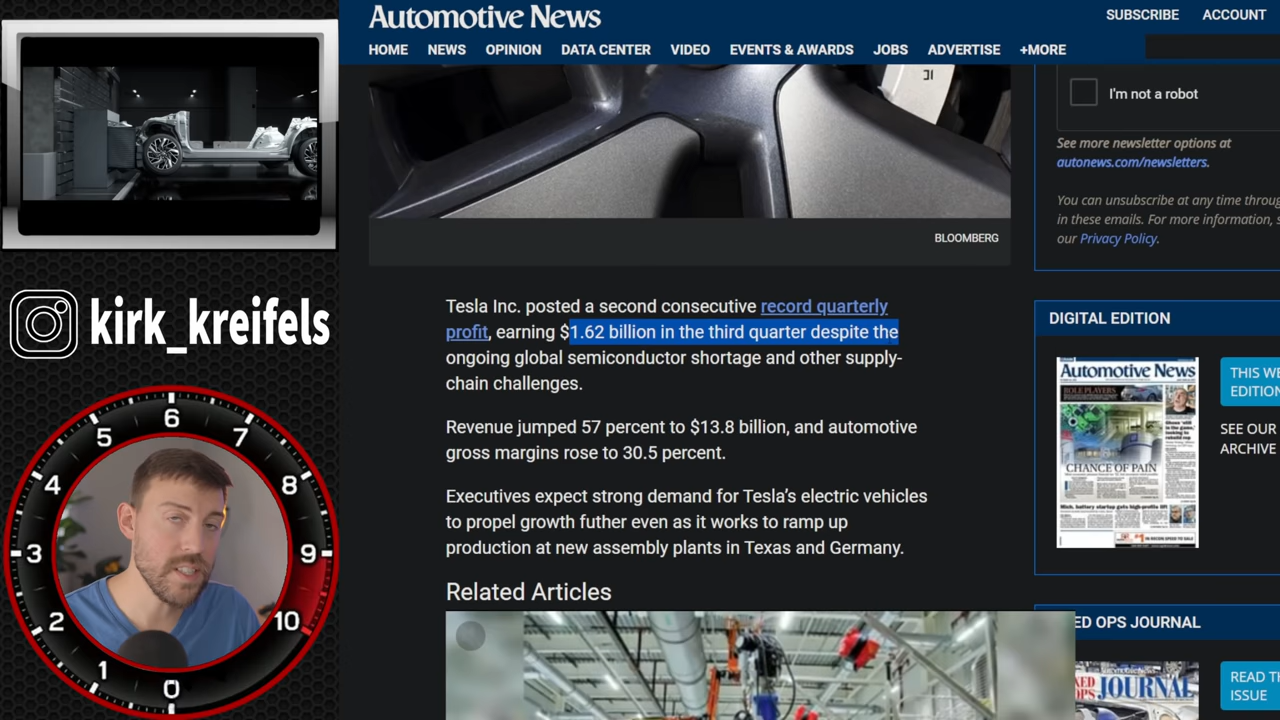 Automotive News
SUBSCRIBE
ACCOUNT
HOME
NEWS
OPINION
DATA CENTER
VIDEO
EVENTS & AWARDS
JOBS
ADVERTISE
+MORE
I'm not a robot
See more newsletter options at
autonews.com/newsletters.
You can unsubscribe at any time throug
in these emails. For more information, s
our Privacy Policy.
BLOOMBERG
kirk_kreifels
Tesla Inc. posted a second consecutive record quarterly
profit, earning $1.62 billion in the third quarter despite the
ongoing global semiconductor shortage and other supply-
chain challenges.
Revenue jumped 57 percent to $13.8 billion, and automotive
gross margins rose to 30.5 percent.
Executives expect strong demand for Tesla's electric vehicles
to propel growth futher even as it works to ramp up
production at new assembly plants in Texas and Germany.
Related Articles
DIGITAL EDITION
Automotive News
CHANCE OF PAIN
THIS WE
EDITION
SEE OUR
ARCHIVE
ED OPS JOURNAL
OPS JOURNAL
READ TH
ISSUE
0
1
2
3
4
5
6
7
8
9
10